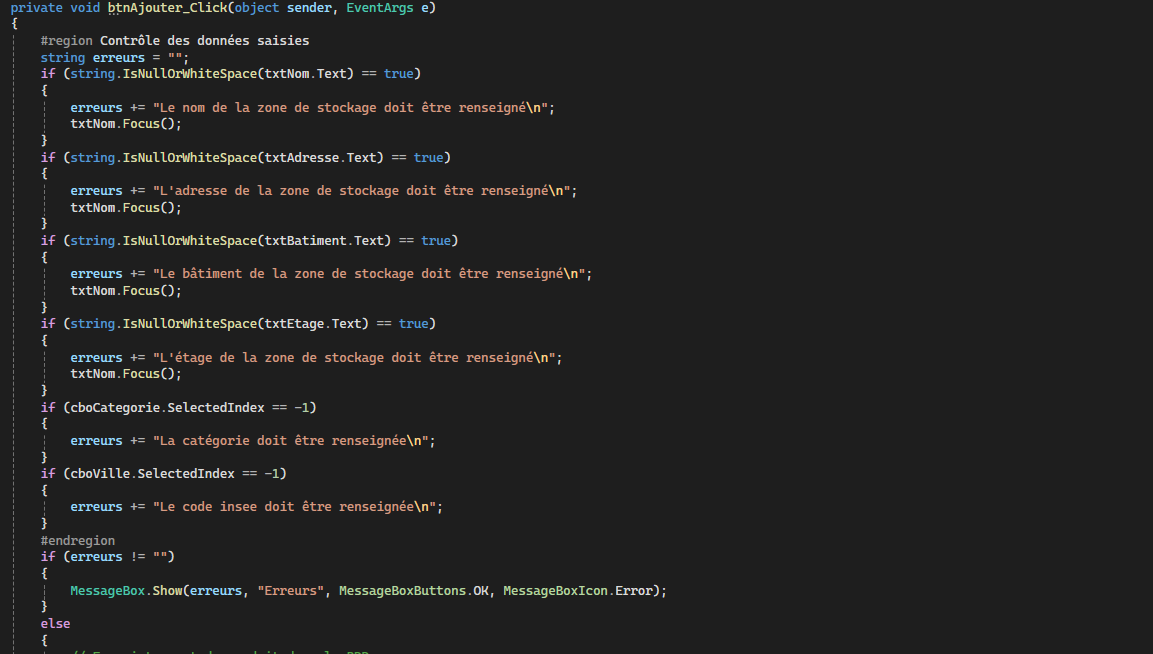 private void btnAjouter_Click(object sender, EventArgs e)
{
#region Contrôle des données saisies
string erreurs = "";
if (string.IsNullOrWhiteSpace(txtNom.Text) == true)
{
erreurs += "Le nom de la zone de stockage doit être renseigné\n";
txtNom.Focus();
}
if (string.IsNullOrWhiteSpace(txtAdresse.Text) == true)
{
erreurs += "L'adresse de la zone de stockage doit être renseigné\n";
txtNom.Focus();
}
if (string.IsNullOrWhiteSpace(txtBatiment.Text) == true)
{
erreurs += "Le bâtiment de la zone de stockage doit être renseigné\n";
txtNom.Focus();
}
if (string.IsNullOrWhiteSpace(txtEtage.Text) == true)
{
erreurs += "L'étage de la zone de stockage doit être renseigné\n";
txtNom.Focus();
}
if (cboCategorie.SelectedIndex == -1)
{
erreurs += "La catégorie doit être renseignée\n";
}
if (cboVille.SelectedIndex == -1)
{
erreurs += "Le code insee doit être renseignée\n";
}
#endregion
if (erreurs != "")
{
MessageBox.Show(erreurs, "Erreurs", MessageBoxButtons.OK, MessageBoxIcon.Error);
}
else
{